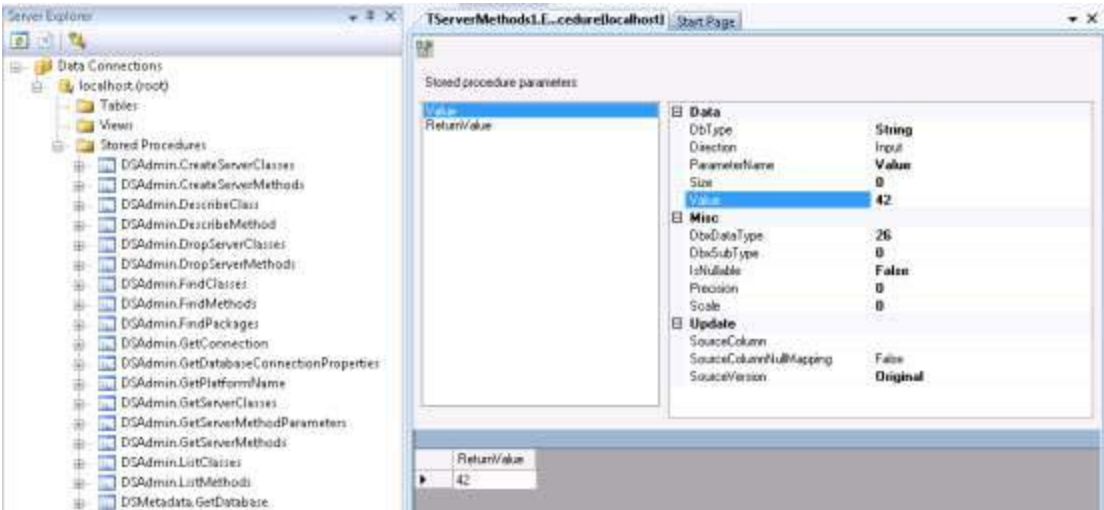 Server Explorer
Data Connections
localhost (root)
Tables
Views
Stored Procedures
DSAdmin.CreateServerClasses
DSAdmin.CreateServerMethods
DSAdmin.DescribeClass
DSAdmin.DescribeMethod
DSAdmin.DropServerClasses
DSAdmin.DropServerMethods
DSAdmin.FindClasses
DSAdmin.FindMethods
DSAdmin.FindPackages
DSAdmin.GetConnection
DSAdmin.GetDatabaseConnectionProperties
DSAdmin.GetPlatformName
DSAdmin.GetServerClasses
DSAdmin.GetServerMethodParameters
DSAdmin.GetServerMethods
DSAdmin.ListClasses
DSAdmin.ListMethods
DSMetadata.GetDatabase
TServerMethods1.E...cedure(localhost) Start Page
Stored procedure parameters
Value
ReturnValue
Data
DbType String
Direction Input
ParameterName Value
Size 0
Value 42
Misc
DbxDataType 26
DbxSubType 0
IsNullable False
Precision 0
Scale 0
Update
SourceColumn
SourceColumnNullMapping False
SourceVersion Original
ReturnValue
42